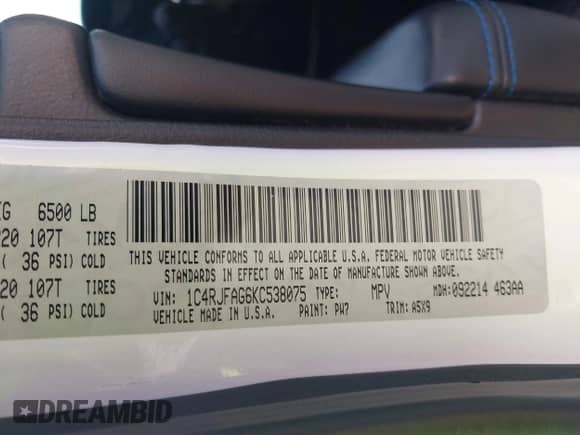 6500 LB
107T TIRES
36 PSI) COLD
107T TIRES
( 36 PSI) COLD
THIS VEHICLE CONFORMS TO ALL APPLICABLE U.S.A. FEDERAL MOTOR VEHICLE SAFETY
STANDARDS IN EFFECT ON THE DATE OF MANUFACTURE SHOWN ABOVE.
VIN: 1C4RJFAG6KC538075 TYPE: MPV MDH: 092214 463AA
VEHICLE MADE IN U.S.A. PAINT: PW7 TRIM: A5X9
DREAMBID